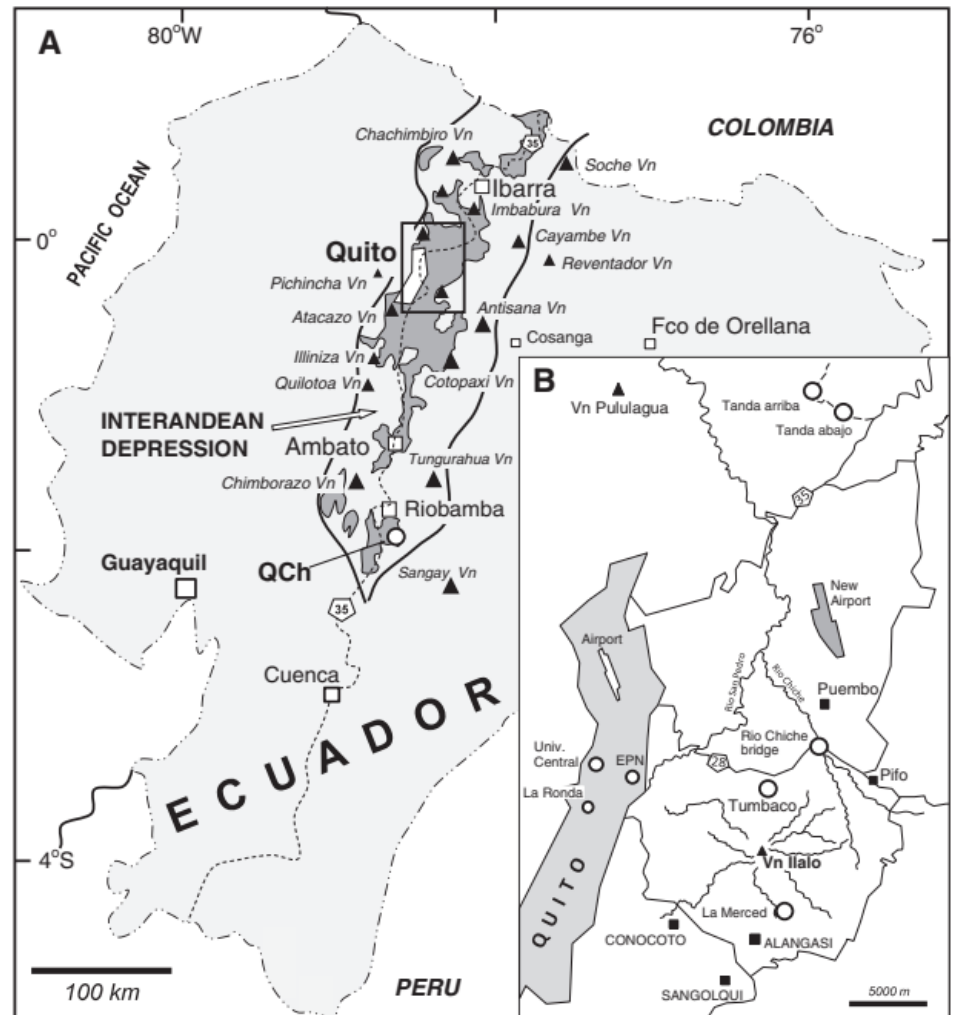 80°W
76°
A
COLOMBIA
Chachimbiro Vn
35
Soche Vn
PACIFIC OCEAN
Ibarra
Imbabura Vn
0°
Cayambe Vn
Quito
Reventador Vn
Pichincha Vn
Antisana Vn
Atacazo Vn
Cosanga
Fco de Orellana
Illiniza Vn
Quilotoa Vn
Cotopaxi Vn
INTERANDEAN
DEPRESSION
Ambato
Tungurahua Vn
Chimborazo Vn
Riobamba
QCh
Guayaquil
Sangay Vn
35
Cuenca
ECUADOR
4°S
100 km
PERU
B
Vn Pululagua
Tanda arriba
Tanda abajo
35
New
Airport
Airport
Rio San Pedro
Rio Chiche
Puembo
Rio Chiche
bridge
Univ.
Central
EPN
28
Pifo
La Ronda
Tumbaco
Vn Ilalo
QUITO
La Merced
CONOCOTO
ALANGASI
SANGOLQUI
5000 m